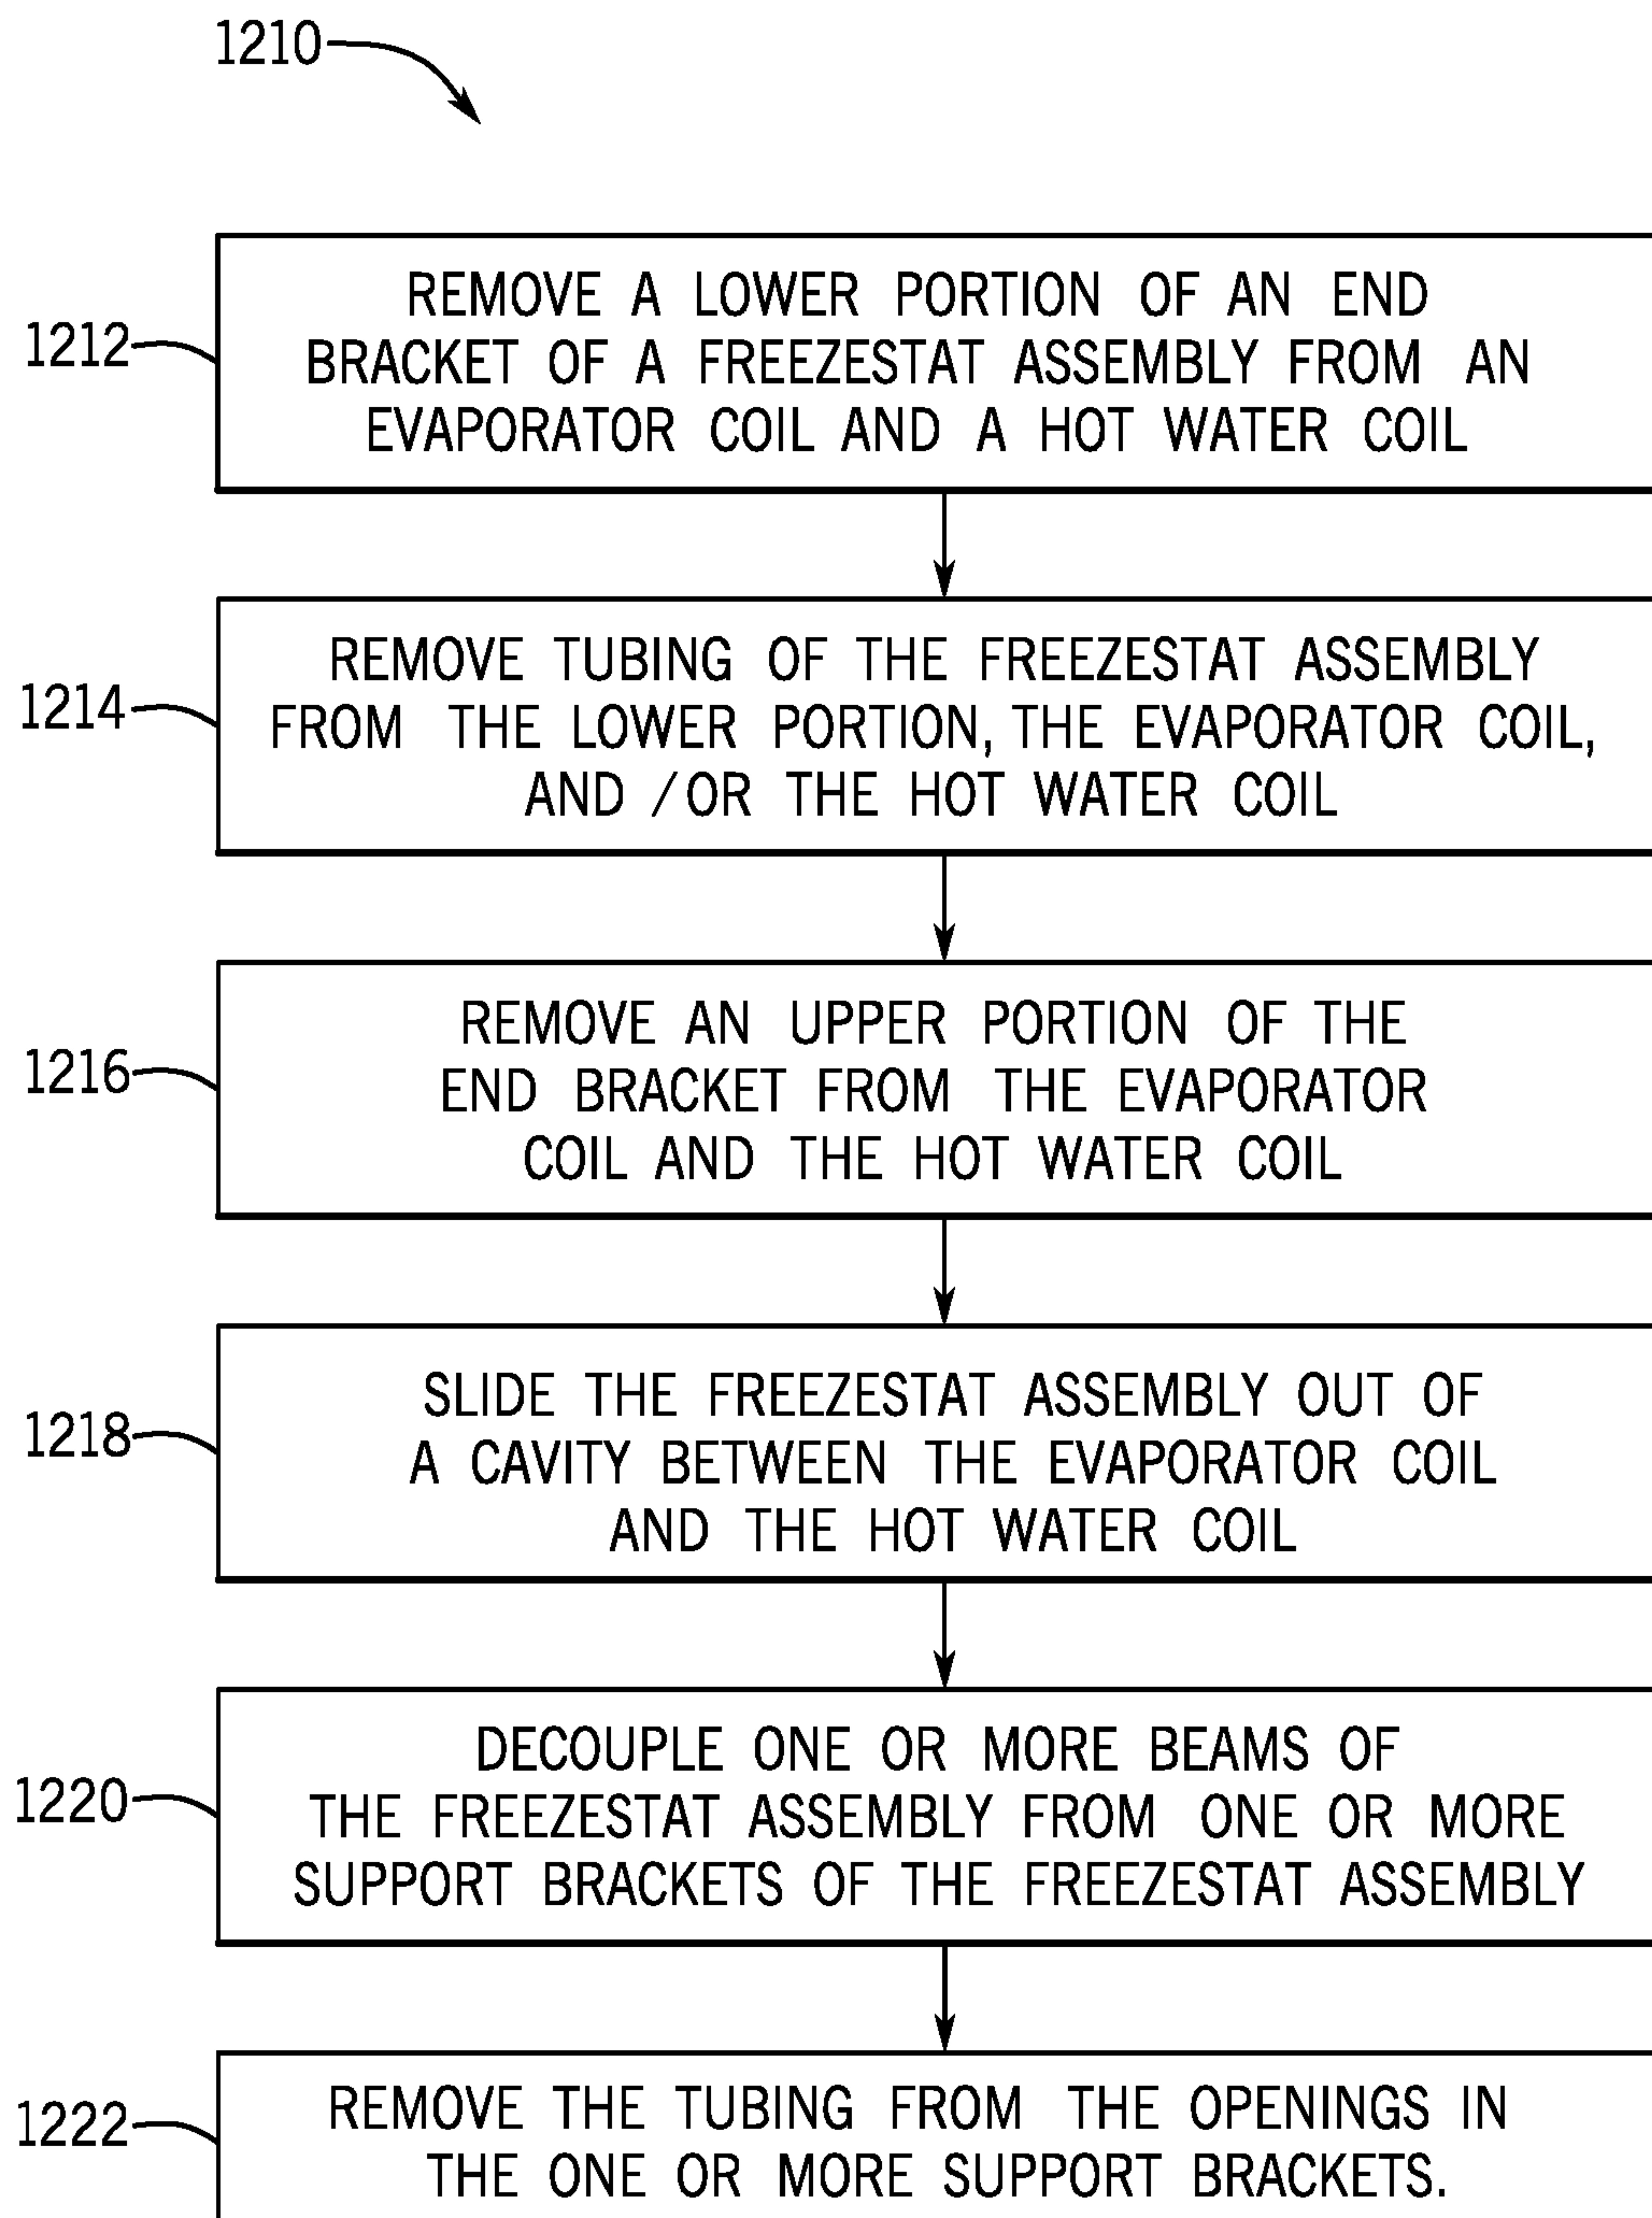 1210
REMOVE A LOWER PORTION OF AN END
1212
BRACKET OF A FREEZESTAT ASSEMBLY FROM AN
EVAPORATOR COIL AND A HOT WATER COIL
REMOVE TUBING OF THE FREEZESTAT ASSEMBLY
1214
FROM THE LOWER PORTION, THE EVAPORATOR COIL,
AND /OR THE HOT WATER COIL
REMOVE AN UPPER PORTION OF THE
1216
END BRACKET FROM THE EVAPORATOR
COIL AND THE HOT WATER COIL
SLIDE THE FREEZESTAT ASSEMBLY OUT OF
1218
A CAVITY BETWEEN THE EVAPORATOR COIL
AND THE HOT WATER COIL
DECOUPLE ONE OR MORE BEAMS OF
1220
THE FREEZESTAT ASSEMBLY FROM ONE OR MORE
SUPPORT BRACKETS OF THE FREEZESTAT ASSEMBLY
1222
REMOVE THE TUBING FROM THE OPENINGS IN
THE ONE OR MORE SUPPORT BRACKETS.